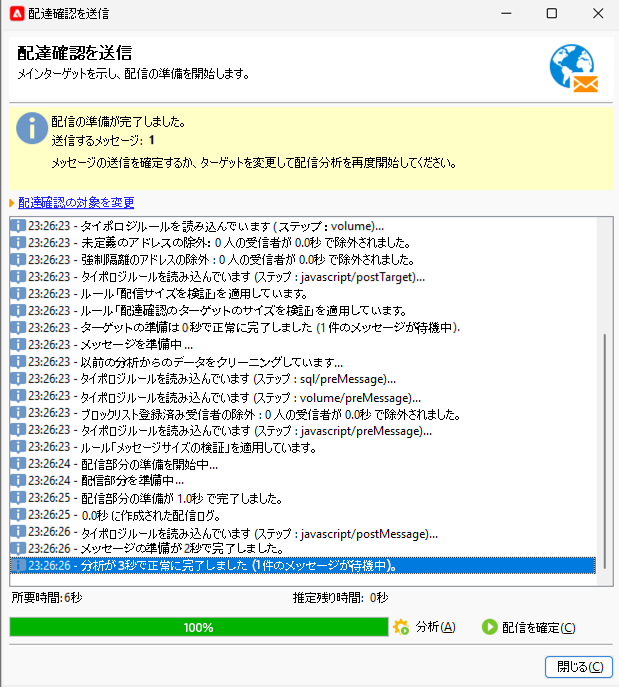 配達確認を送信
配達確認を送信
メインターゲットを示し、配信の準備を開始します。
配信の準備が完了しました。
送信するメッセージ: 1
メッセージの送信を確定するか、ターゲットを変更して配信分析を再度開始してください。
配達確認の対象を変更
23:26:23 - タイポロジルールを読み込んでいます (ステップ : volume)...
23:26:23 - 未定義のアドレスの除外: 0 人の受信者が 0.0秒 で除外されました。
23:26:23 - 強制隔離のアドレスの除外 : 0 人の受信者が 0.0秒 で除外されました。
23:26:23 - タイポロジルールを読み込んでいます (ステップ : javascript/postTarget)...
23:26:23 - ルール「配信サイズを検証」を適用しています。
23:26:23 - ルール「配達確認のターゲットのサイズを検証」を適用しています。
23:26:23 - ターゲットの準備は 0秒で正常に完了しました (1 件のメッセージが待機中).
23:26:23 - メッセージを準備中 ...
23:26:23 - 以前の分析からのデータをクリーニングしています...
23:26:23 - タイポロジルールを読み込んでいます (ステップ : sql/preMessage)...
23:26:23 - タイポロジルールを読み込んでいます (ステップ : volume/preMessage)...
23:26:23 - ブロックリスト登録済み受信者の除外 : 0 人の受信者が 0.0秒 で除外されました。
23:26:23 - タイポロジルールを読み込んでいます (ステップ : javascript/preMessage)...
23:26:23 - ルール「メッセージサイズの検証」を適用しています。
23:26:24 - 配信部分の準備を開始中...
23:26:24 - 配信部分を準備中...
23:26:25 - 配信部分の準備が 1.0秒 で完了しました。
23:26:25 - 0.0秒 に作成された配信ログ。
23:26:26 - タイポロジルールを読み込んでいます (ステップ : javascript/postMessage)...
23:26:26 - メッセージの準備が 2秒で完了しました。
23:26:26 - 分析が 3秒で正常に完了しました (1件のメッセージが待機中)。
所要時間:6秒 推定残り時間: 0秒
100% 分析(A) 配信を確定(C)
閉じる(C)